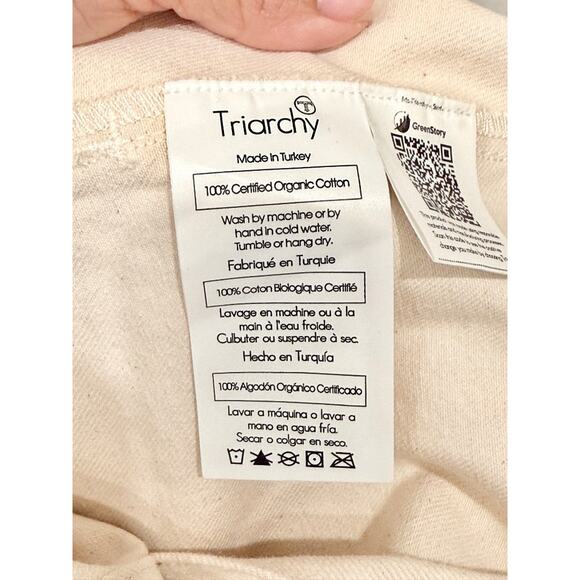 Triarchy
Made in Turkey
100% Certified Organic Cotton
Wash by machine or by
hand in cold water.
Tumble or hang dry.
Fabriqué en Turquie
100% Coton Biologique Certifié
Lavage en machine ou à la
main à l'eau froide.
Culbuter ou suspendre à sec.
Hecho en Turquía
100% Algodón Orgánico Certificado
Lavar a máquina o lavar a
mano en agua fría.
Secar o colgar en seco.
GreenStory